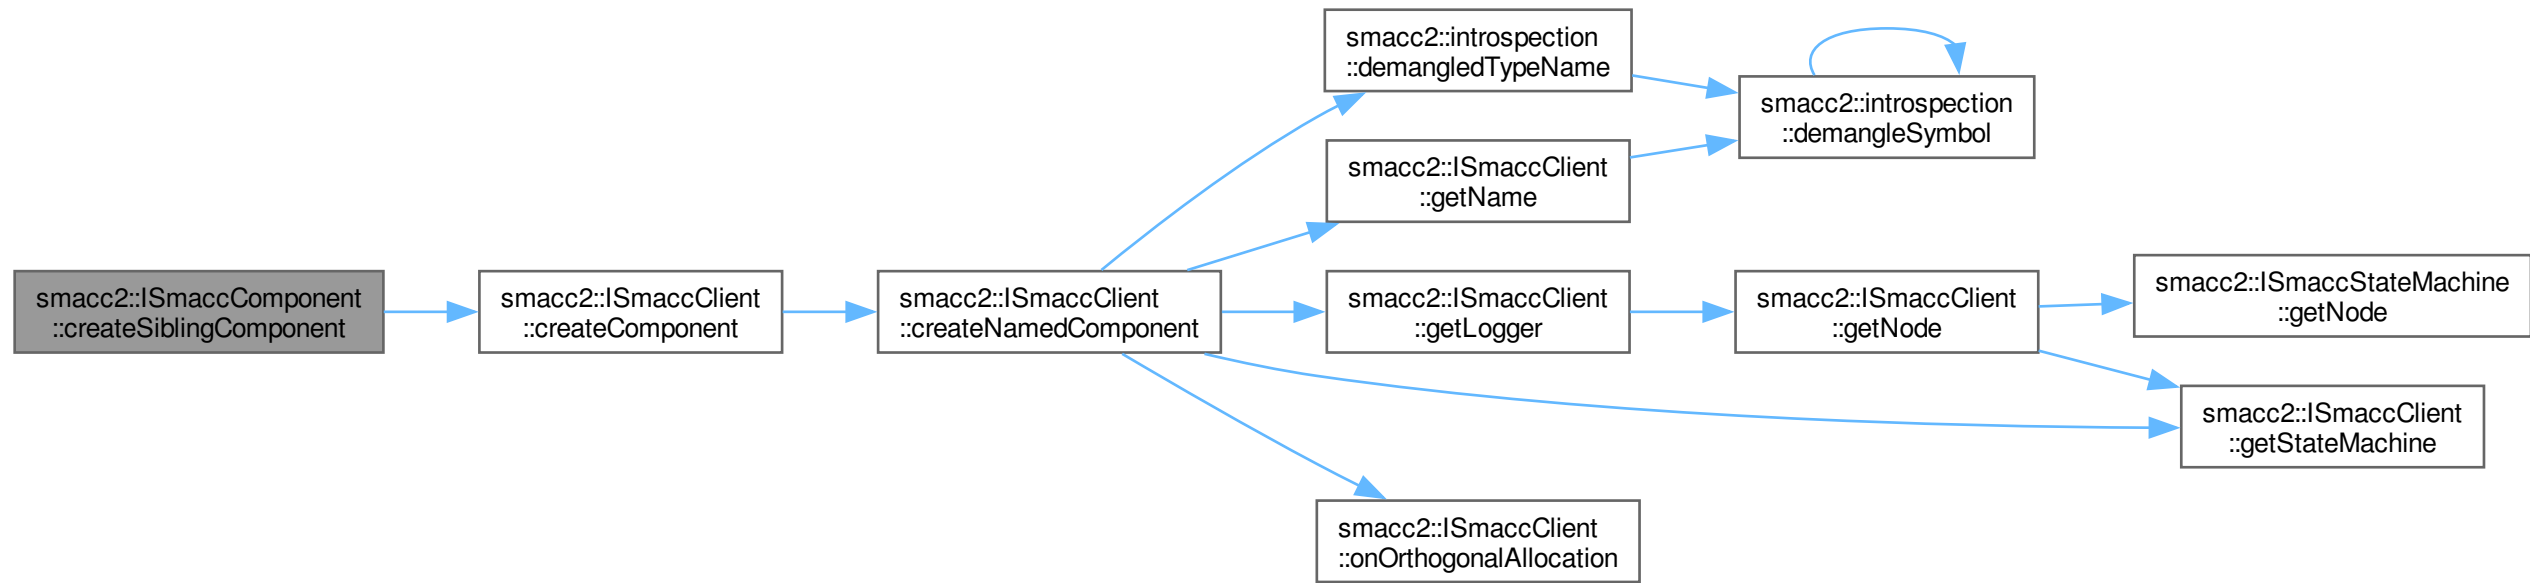 smacc2::ISmaccComponent
::createSiblingComponent
smacc2::ISmaccClient
::createComponent
smacc2::ISmaccClient
::createNamedComponent
smacc2::introspection
::demangledTypeName
smacc2::introspection
::demangleSymbol
smacc2::ISmaccClient
::getName
smacc2::ISmaccClient
::getLogger
smacc2::ISmaccClient
::getNode
smacc2::ISmaccStateMachine
::getNode
smacc2::ISmaccClient
::getStateMachine
smacc2::ISmaccClient
::onOrthogonalAllocation